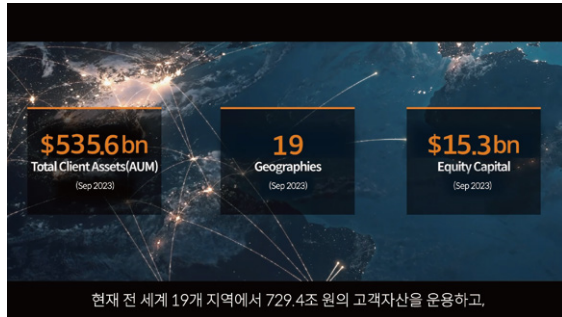 $535.6bn
Total Client Assets(AUM)
(Sep 2023)
19
Geographies
(Sep 2023)
$15.3bn
Equity Capital
(Sep 2023)
현재 전 세계 19개 지역에서 729.4조 원의 고객자산을 운용하고,